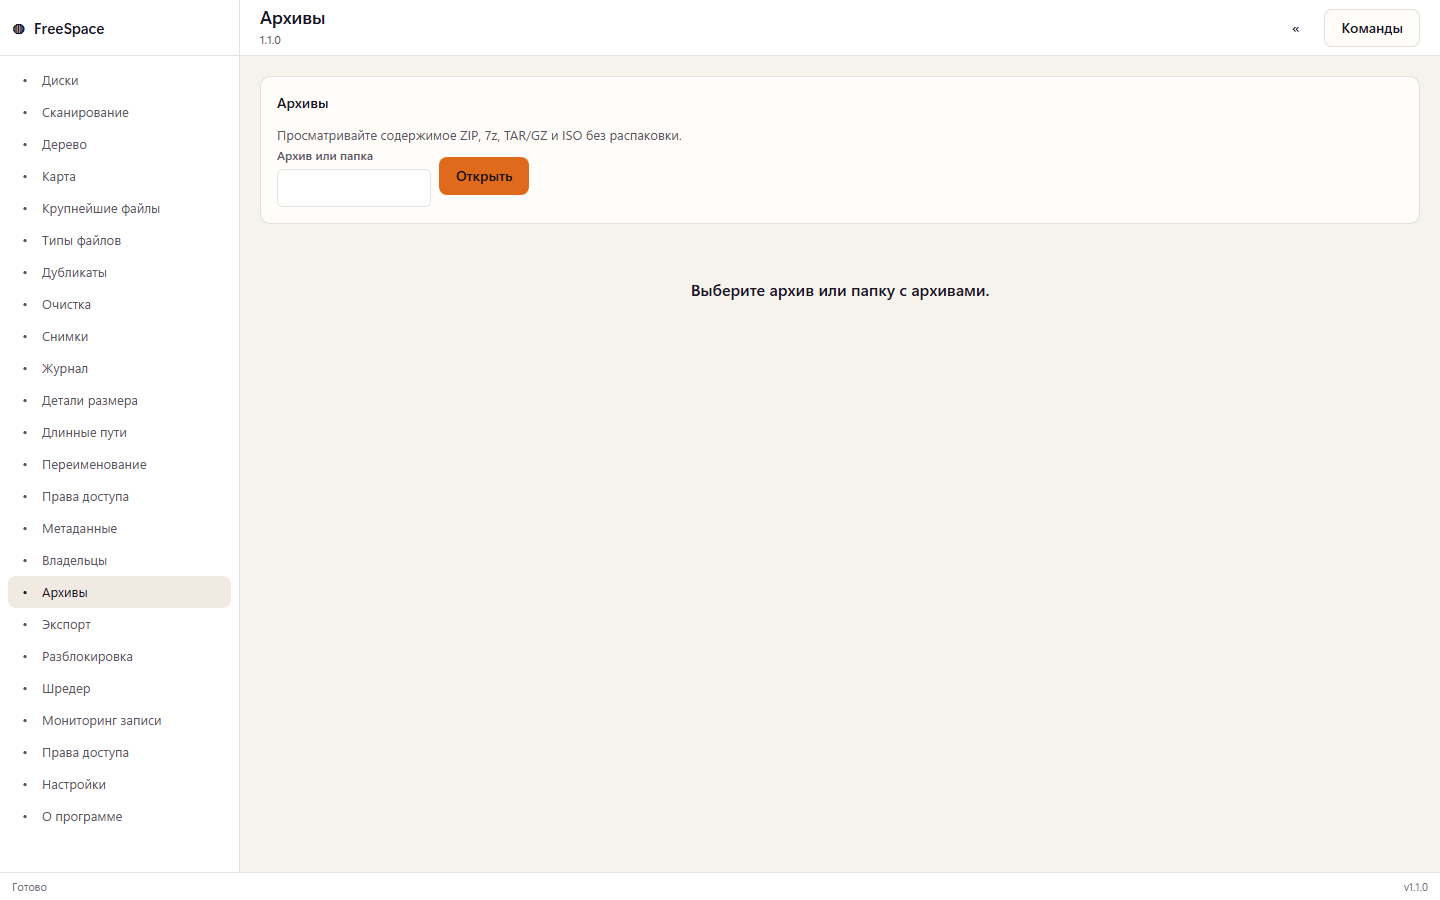 FreeSpace
Архивы
1.1.0
«
Команды
• Диски
• Сканирование
• Дерево
• Карта
• Крупнейшие файлы
• Типы файлов
• Дубликаты
• Очистка
• Снимки
• Журнал
• Детали размера
• Длинные пути
• Переименование
• Права доступа
• Метаданные
• Владельцы
• Архивы
• Экспорт
• Разблокировка
• Шредер
• Мониторинг записи
• Права доступа
• Настройки
• О программе
Архивы
Просматривайте содержимое ZIP, 7z, TAR/GZ и ISO без распаковки.
Архив или папка
Открыть
Выберите архив или папку с архивами.
Готово
v1.1.0